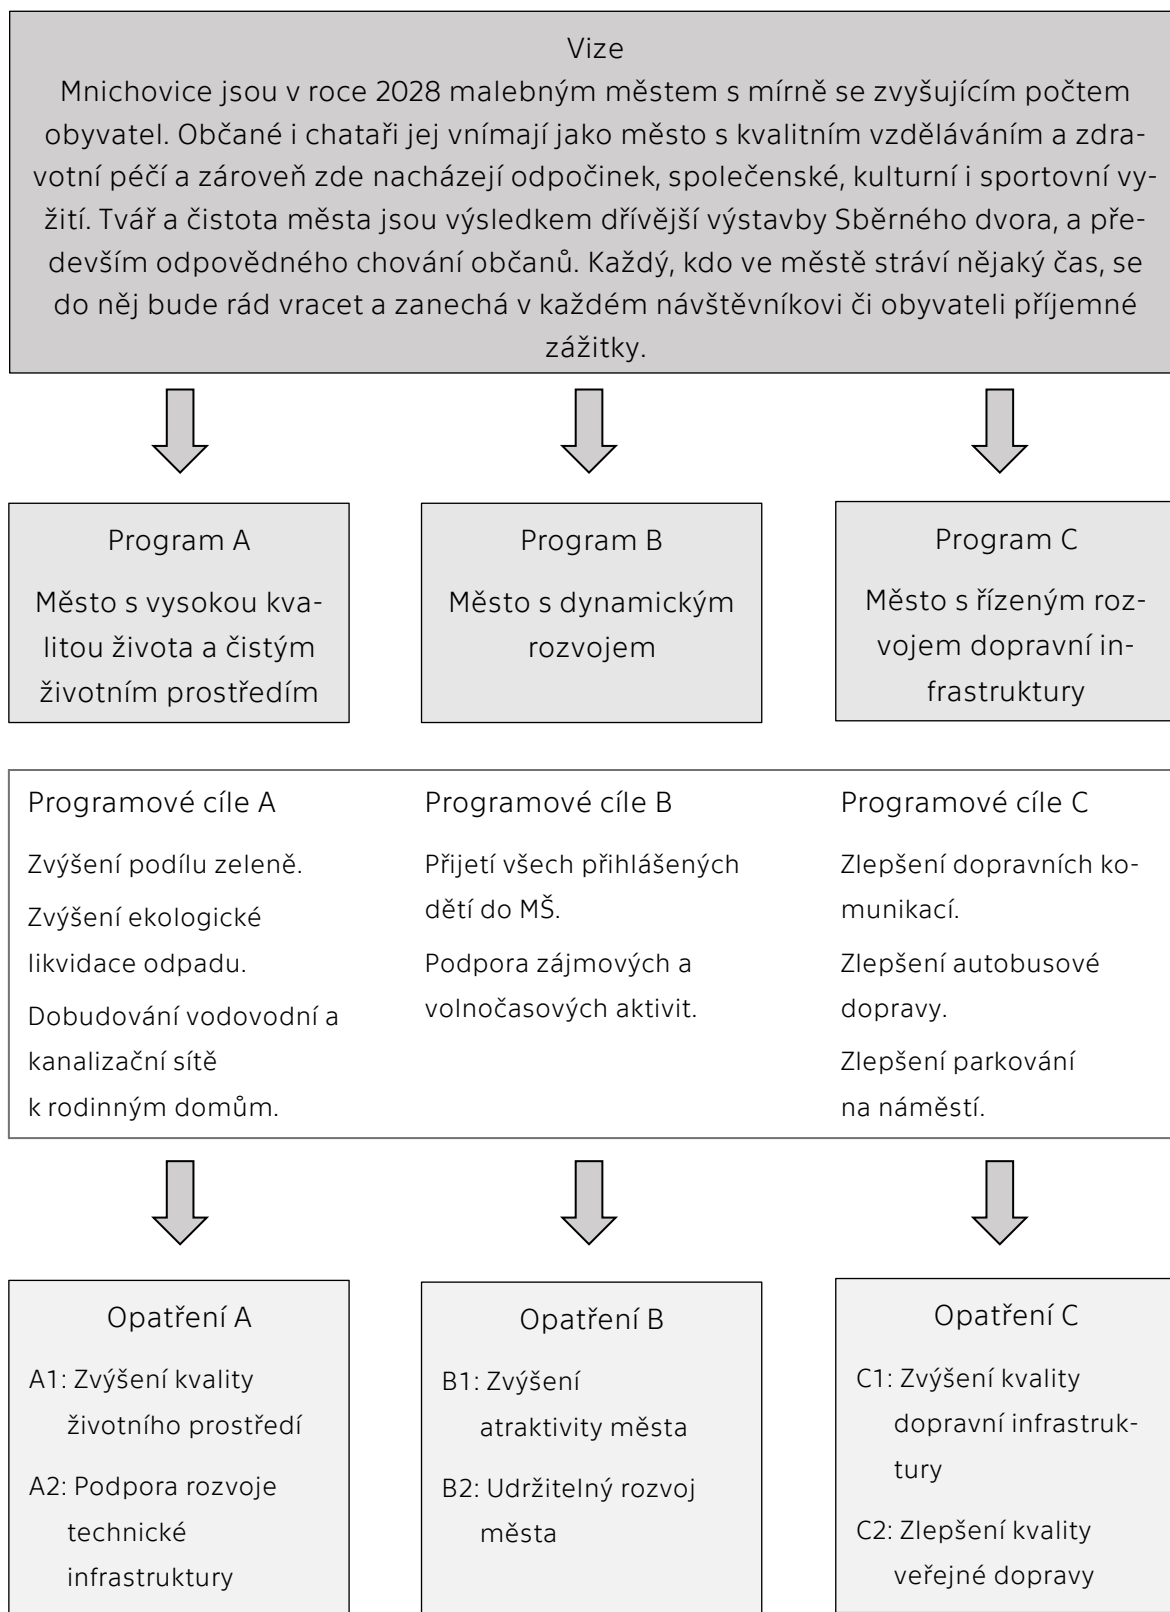 Vize
Mnichovice jsou v roce 2028 malebným městem s mírně se zvyšujícím počtem
obyvatel. Občané i chataři jej vnímají jako město s kvalitním vzděláváním a zdra-
votní péčí a zároveň zde nacházejí odpočinek, společenské, kulturní i sportovní vy-
žití. Tvář a čistota města jsou výsledkem dřívější výstavby Sběrného dvora, a pře-
devším odpovědného chování občanů. Každý, kdo ve městě stráví nějaký čas, se
do něj bude rád vracet a zanechá v každém návštěvníkovi či obyvateli příjemné
zážitky.
Program A
Město s vysokou kva-
litou života a čistým
životním prostředím
Program B
Město s dynamickým
rozvojem
Program C
Město s řízeným roz-
vojem dopravní in-
frastruktury
Programové cíle A
Zvýšení podílu zeleně.
Zvýšení ekologické
likvidace odpadu.
Dobudování vodovodní a
kanalizační sítě
k rodinným domům.
Programové cíle B
Přijetí všech přihlášených
dětí do MŠ.
Podpora zájmových a
volnočasových aktivit.
Programové cíle C
Zlepšení dopravních ko-
munikací.
Zlepšení autobusové
dopravy.
Zlepšení parkování
na náměstí.
Opatření A
A1: Zvýšení kvality
životního prostředí
A2: Podpora rozvoje
technické
infrastruktury
Opatření B
B1: Zvýšení
atraktivity města
B2: Udržitelný rozvoj
města
Opatření C
C1: Zvýšení kvality
dopravní infrastruk-
tury
C2: Zlepšení kvality
veřejné dopravy